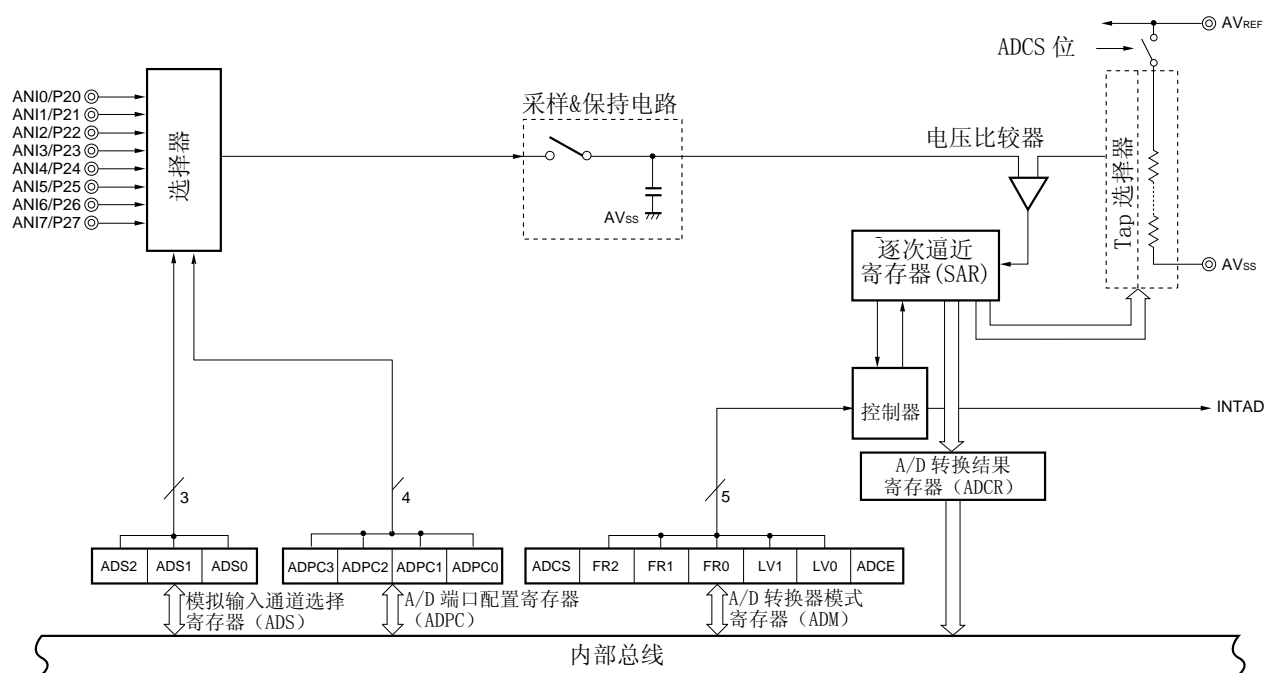 AVREF
ADCS 位
ANI0/P20
ANI1/P21
ANI2/P22
ANI3/P23
ANI4/P24
ANI5/P25
ANI6/P26
ANI7/P27
选择器
采样&保持电路
AVSS
电压比较器
Tap 选择器
AVSS
逐次逼近
寄存器(SAR)
控制器
INTAD
A/D 转换结果
寄存器（ADCR）
3
4
5
ADS2 ADS1 ADS0
ADPC3 ADPC2 ADPC1 ADPC0
ADCS FR2 FR1 FR0 LV1 LV0 ADCE
模拟输入通道选择
寄存器（ADS）
A/D 端口配置寄存器
（ADPC）
A/D 转换器模式
寄存器（ADM）
内部总线